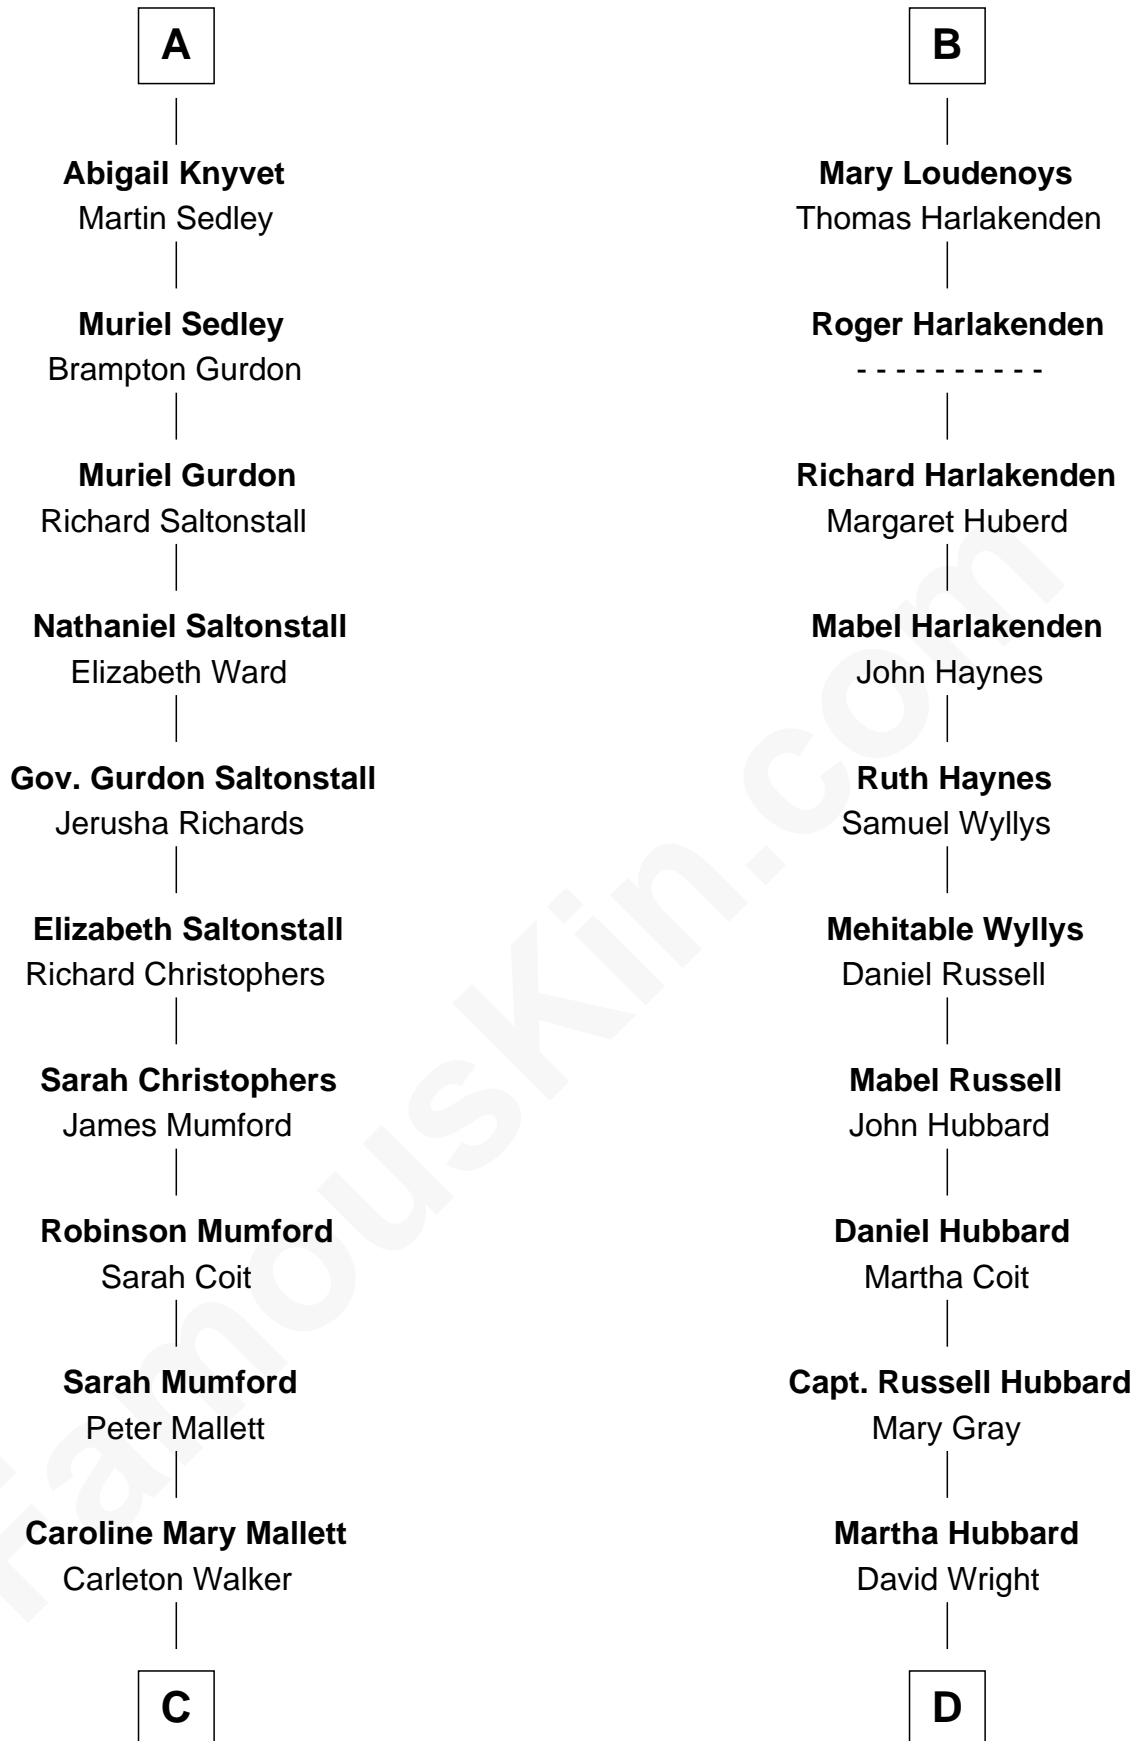 A
Abigail Knyvet
Martin Sedley
Muriel Sedley
Brampton Gurdon
Muriel Gurdon
Richard Saltonstall
Nathaniel Saltonstall
Elizabeth Ward
Gov. Gurdon Saltonstall
Jerusha Richards
Elizabeth Saltonstall
Richard Christophers
Sarah Christophers
James Mumford
Robinson Mumford
Sarah Coit
Sarah Mumford
Peter Mallett
Caroline Mary Mallett
Carleton Walker
C
B
Mary Loudenoys
Thomas Harlakenden
Roger Harlakenden
- - - - - - - - - -
Richard Harlakenden
Margaret Huberd
Mabel Harlakenden
John Haynes
Ruth Haynes
Samuel Wyllys
Mehitable Wyllys
Daniel Russell
Mabel Russell
John Hubbard
Daniel Hubbard
Martha Coit
Capt. Russell Hubbard
Mary Gray
Martha Hubbard
David Wright
D
FamousKin.com